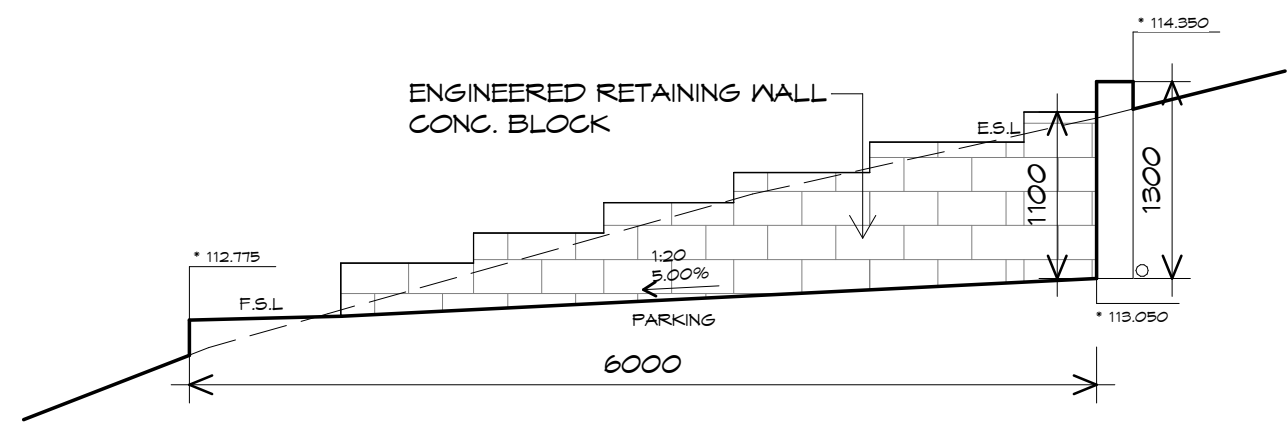 * 114.350
ENGINEERED RETAINING WALL
CONC. BLOCK
E.S.L
1100
1300
* 112.775
1:20
5.00%
F.S.L
PARKING
* 113.050
6000